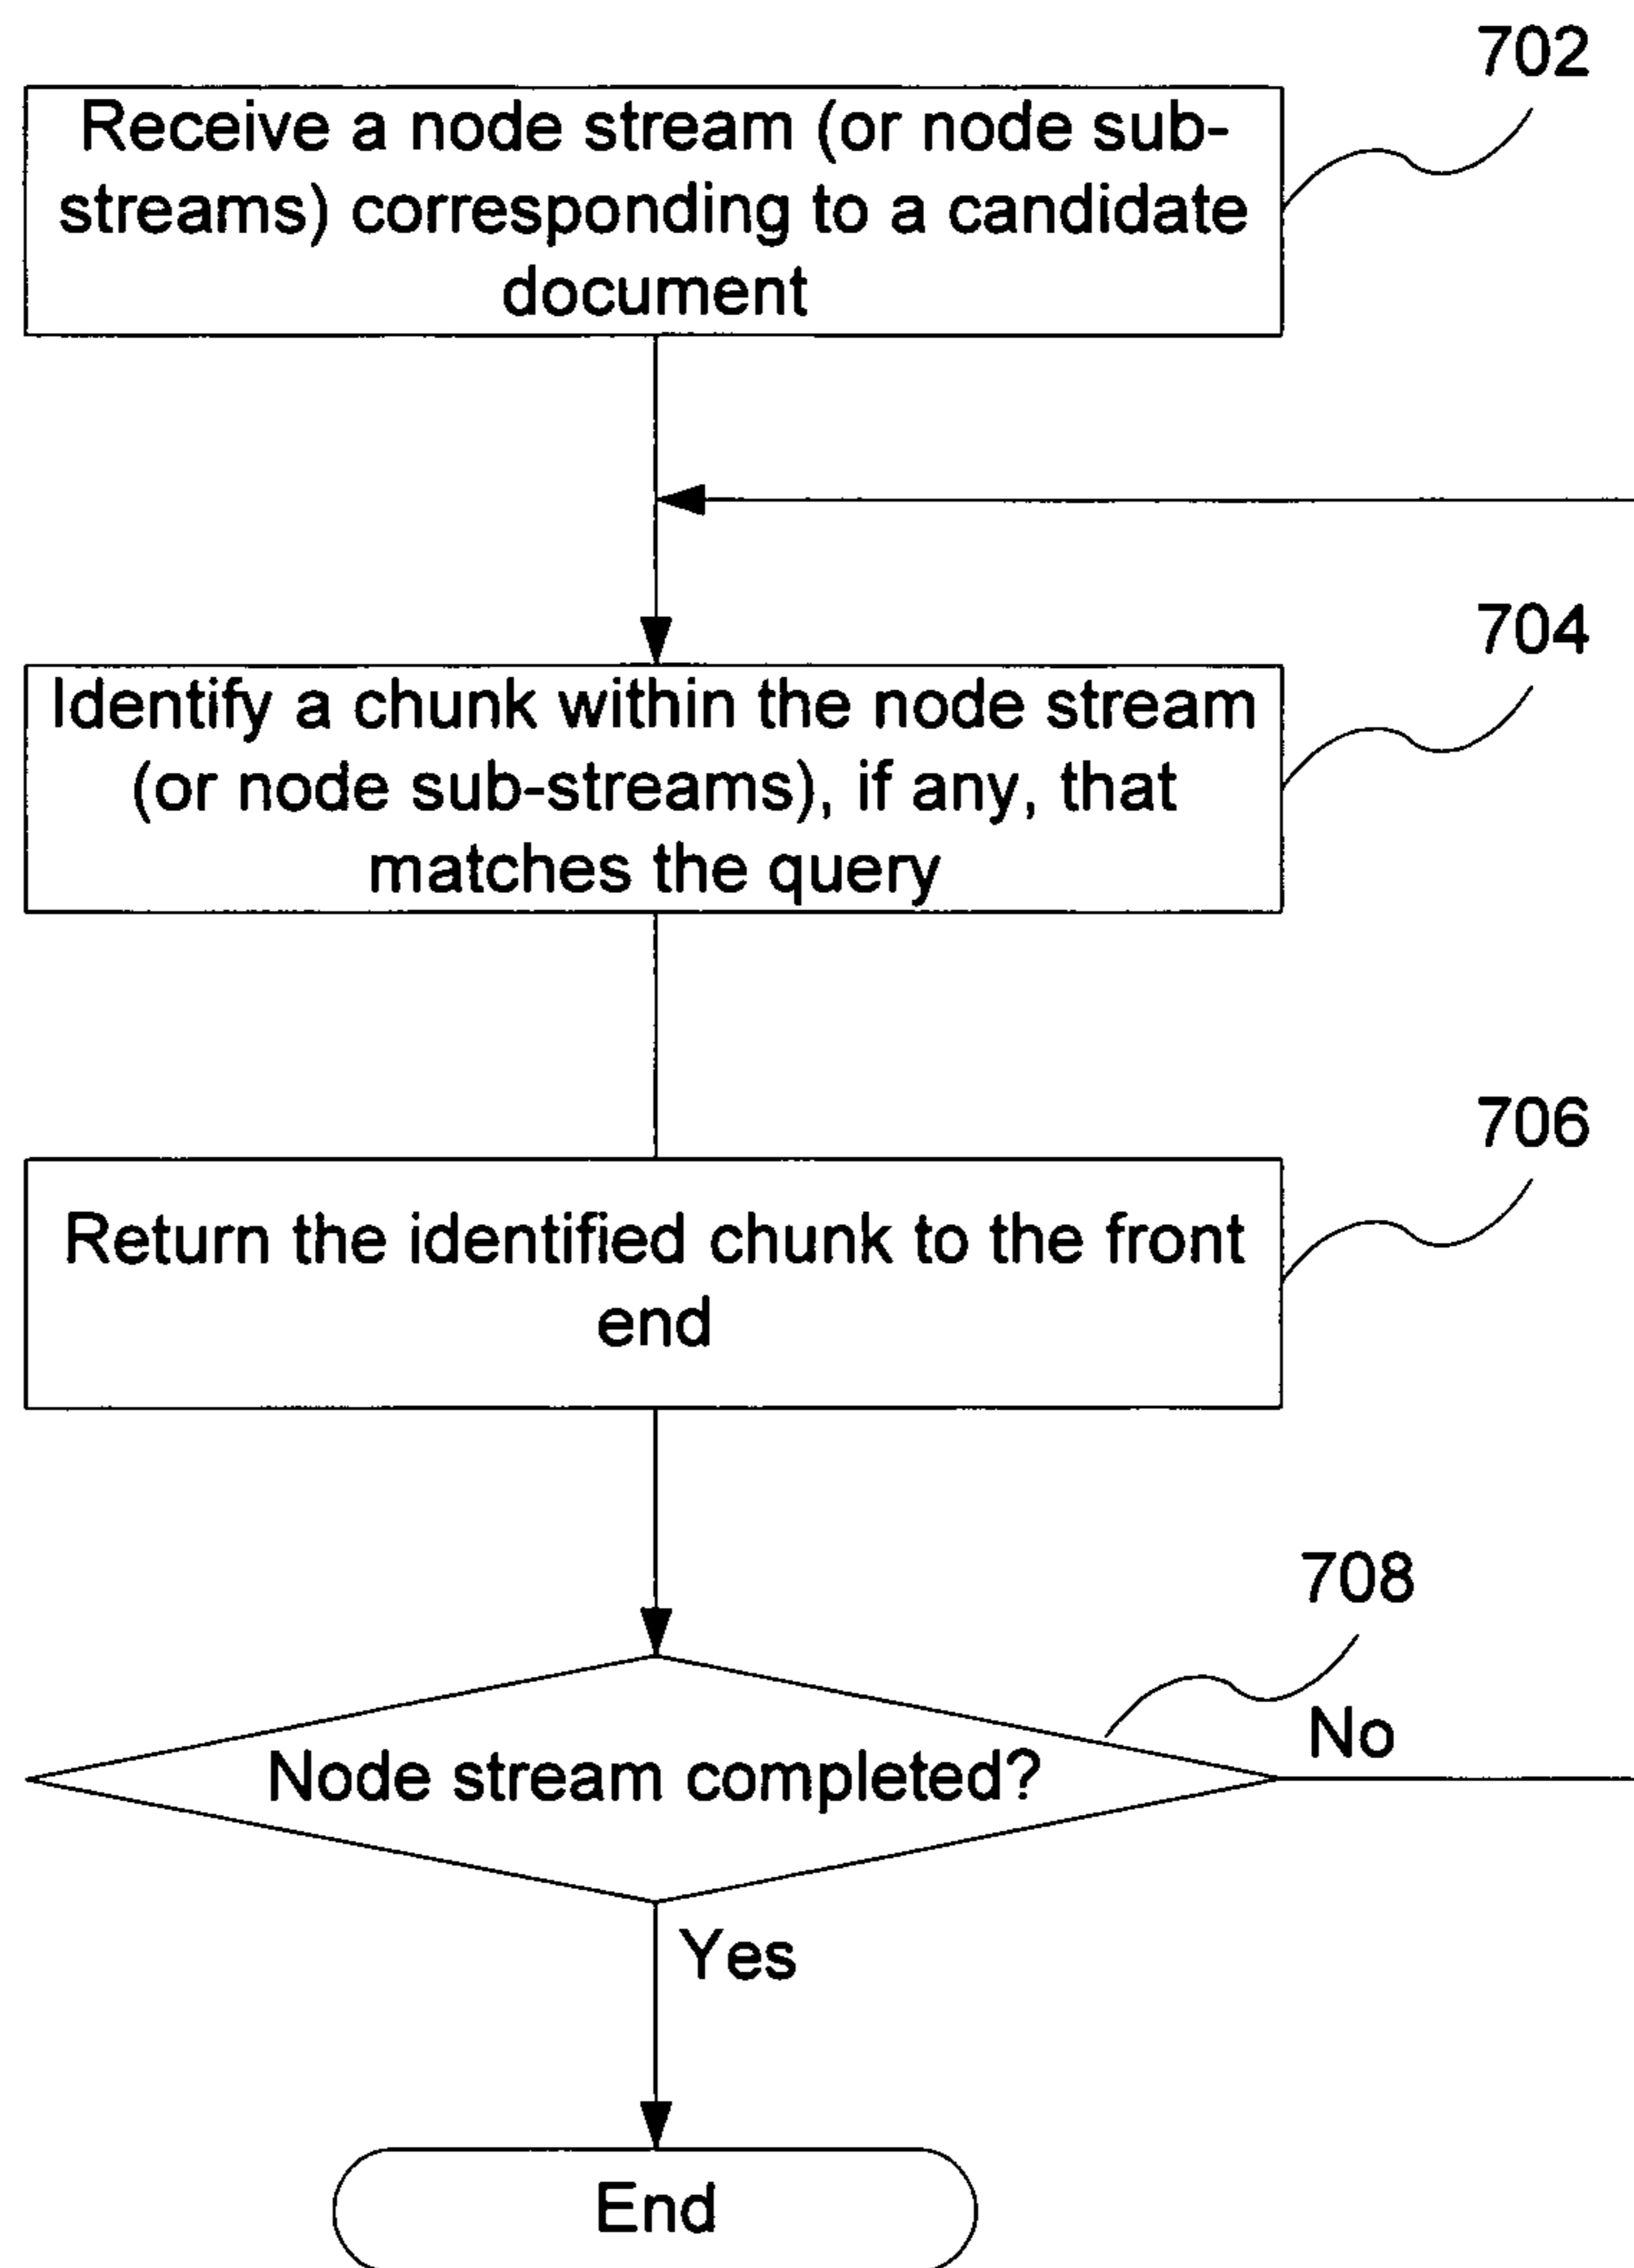 702
Receive a node stream (or node sub-
streams) corresponding to a candidate
document
704
Identify a chunk within the node stream
(or node sub-streams), if any, that
matches the query
706
Return the identified chunk to the front
end
708
No
Node stream completed?
Yes
End